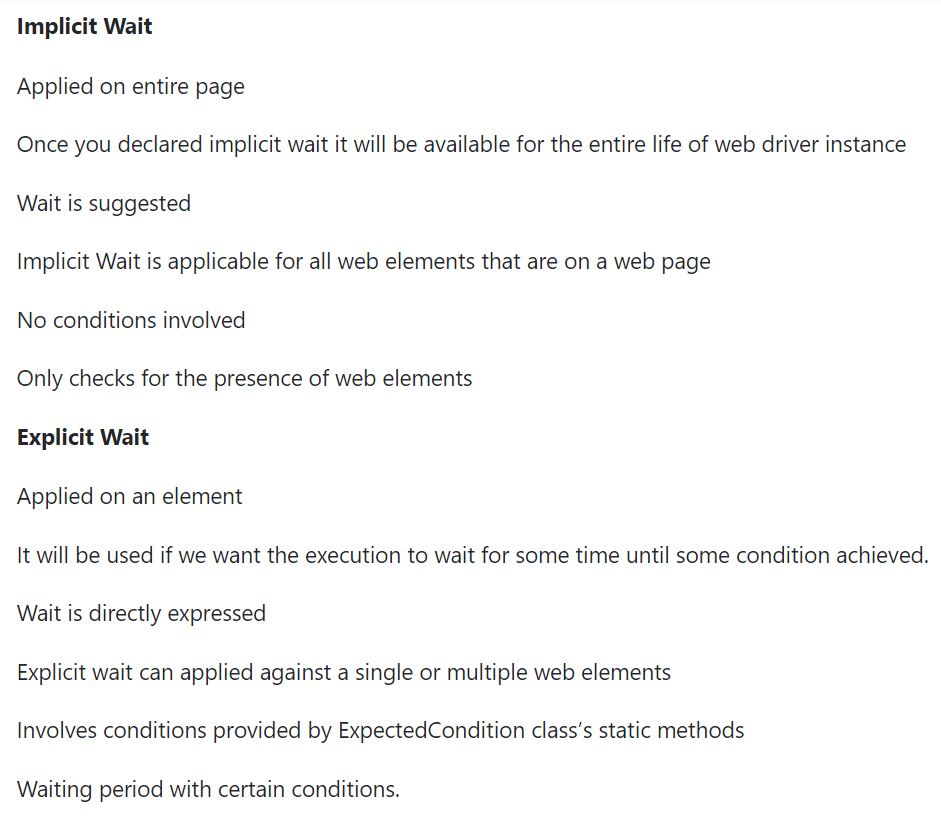 Implicit Wait
Applied on entire page
Once you declared implicit wait it will be available for the entire life of web driver instance
Wait is suggested
Implicit Wait is applicable for all web elements that are on a web page
No conditions involved
Only checks for the presence of web elements
Explicit Wait
Applied on an element
It will be used if we want the execution to wait for some time until some condition achieved.
Wait is directly expressed
Explicit wait can applied against a single or multiple web elements
Involves conditions provided by ExpectedCondition class’s static methods
Waiting period with certain conditions.